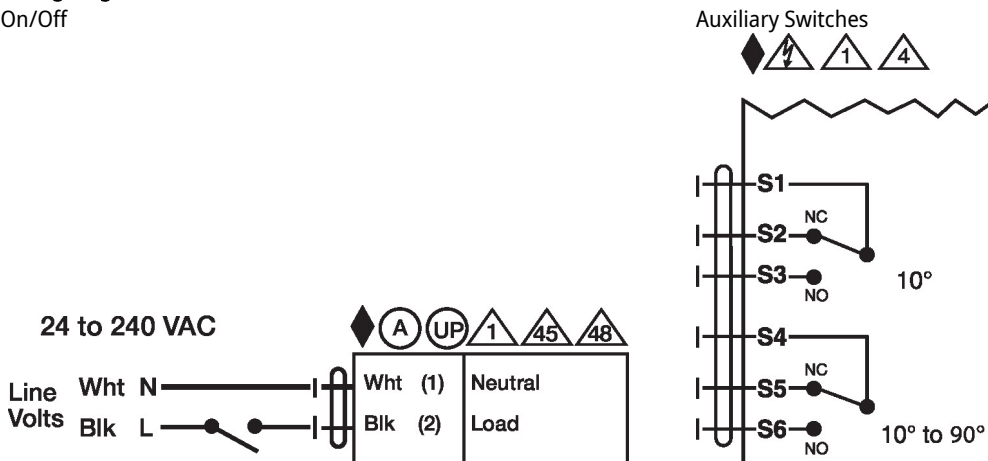 On/Off
24 to 240 VAC
A UP 1 45 48
Line Volts
Wht N
Wht (1) Neutral
Blk L
Blk (2) Load
Auxiliary Switches
1 4
S1
NC
S2
S3
NO
10°
S4
NC
S5
S6
NO
10° to 90°